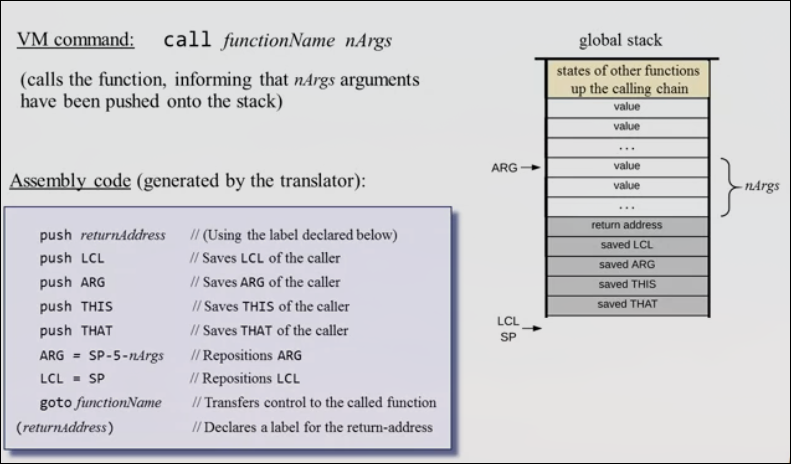 VM command: call functionName nArgs
(calls the function, informing that nArgs arguments
have been pushed onto the stack)
Assembly code (generated by the translator):
push returnAddress // (Using the label declared below)
push LCL // Saves LCL of the caller
push ARG // Saves ARG of the caller
push THIS // Saves THIS of the caller
push THAT // Saves THAT of the caller
ARG = SP-5-nArgs // Repositions ARG
LCL = SP // Repositions LCL
goto functionName // Transfers control to the called function
(returnAddress) // Declares a label for the return-address
global stack
states of other functions
up the calling chain
value
value
...
ARG value
value
...
nArgs
return address
saved LCL
saved ARG
saved THIS
saved THAT
LCL
SP